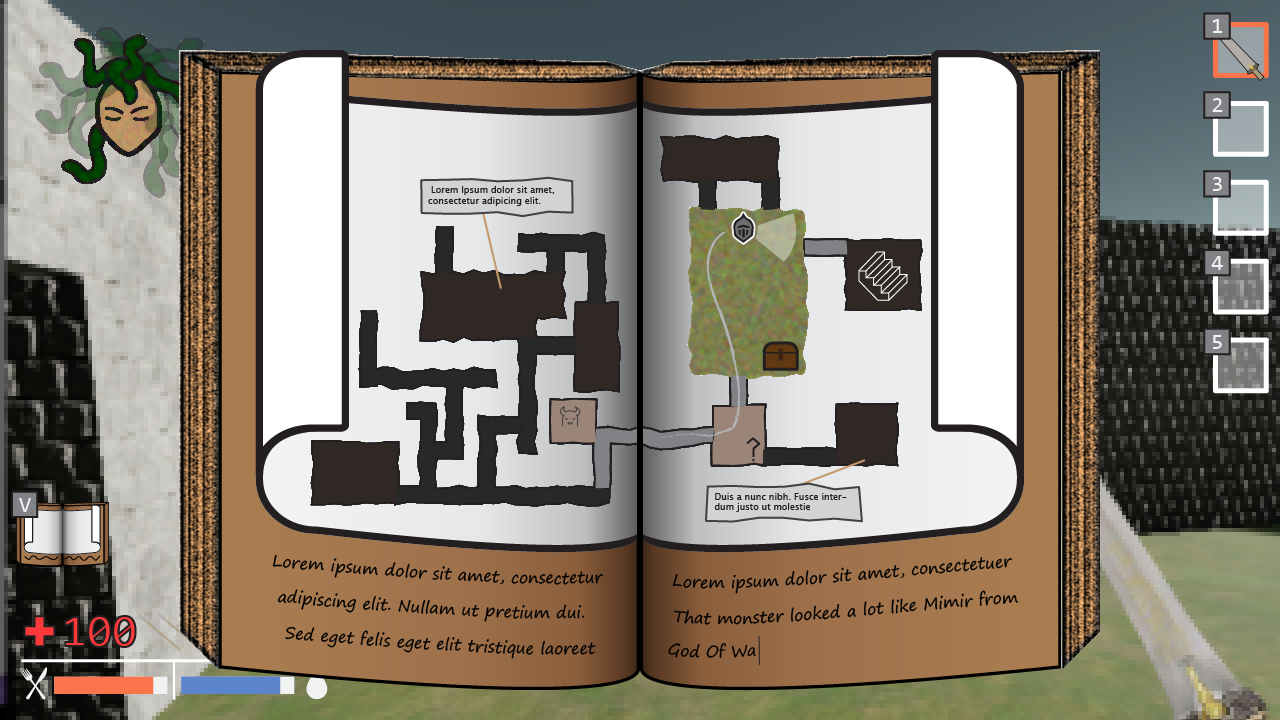 1
2
3
4
5
V
+100
Lorem Ipsum dolor sit amet,
consectetur adipicing elit.
?
Duis a nunc nibh. Fusce inter-
dum justo ut molestie
Lorem ipsum dolor sit amet, consectetur
adipiscing elit. Nullam ut pretium dui.
Sed eget felis eget elit tristique laoreet
Lorem ipsum dolor sit amet, consectetuer
That monster looked a lot like Mimir from
God Of Wa